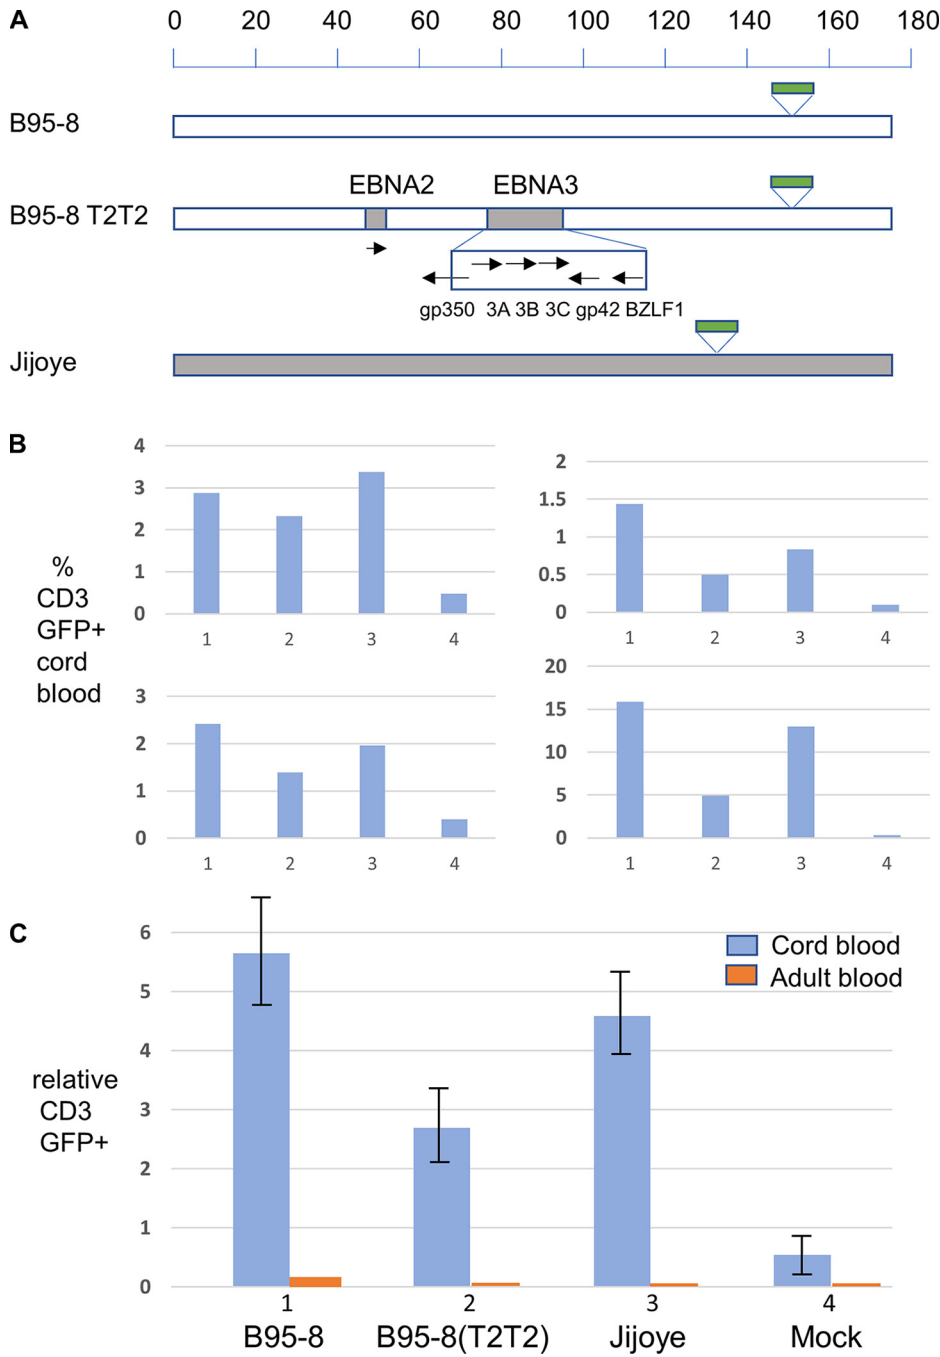 A
0 20 40 60 80 100 120 140 160 180
B95-8
EBNA2 EBNA3
B95-8 T2T2
gp350 3A 3B 3C gp42 BZLF1
Jijoye
B
%
CD3
GFP+
cord
blood
4
3
2
1
0
1 2 3 4
2
1.5
1
0.5
0
1 2 3 4
3
2
1
0
1 2 3 4
20
15
10
5
0
1 2 3 4
C
relative
CD3
GFP+
6
5
4
3
2
1
0
Cord blood
Adult blood
1 2 3 4
B95-8 B95-8(T2T2) Jijoye Mock